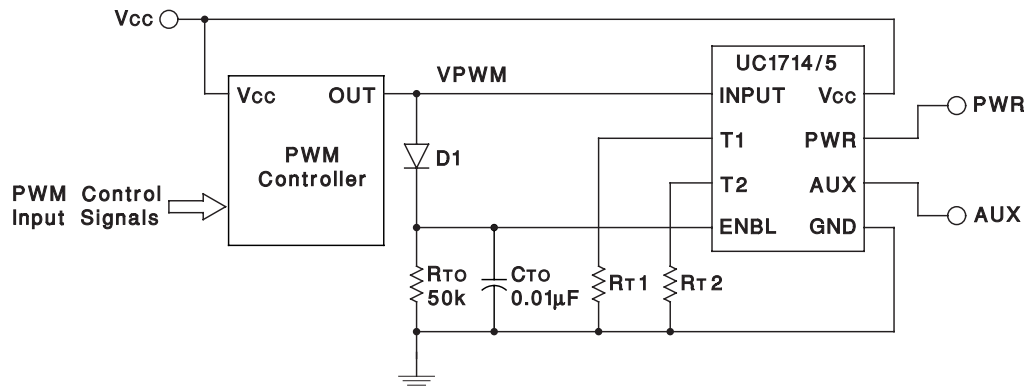 VCC
UC1714/5
VPWM
VCC OUT
INPUT VCC
PWR
T1 PWR
D1
PWM
Controller
T2 AUX
PWM Control
Input Signals
AUX
ENBL GND
RTO
50k
CTO
0.01µF
RT1
RT2